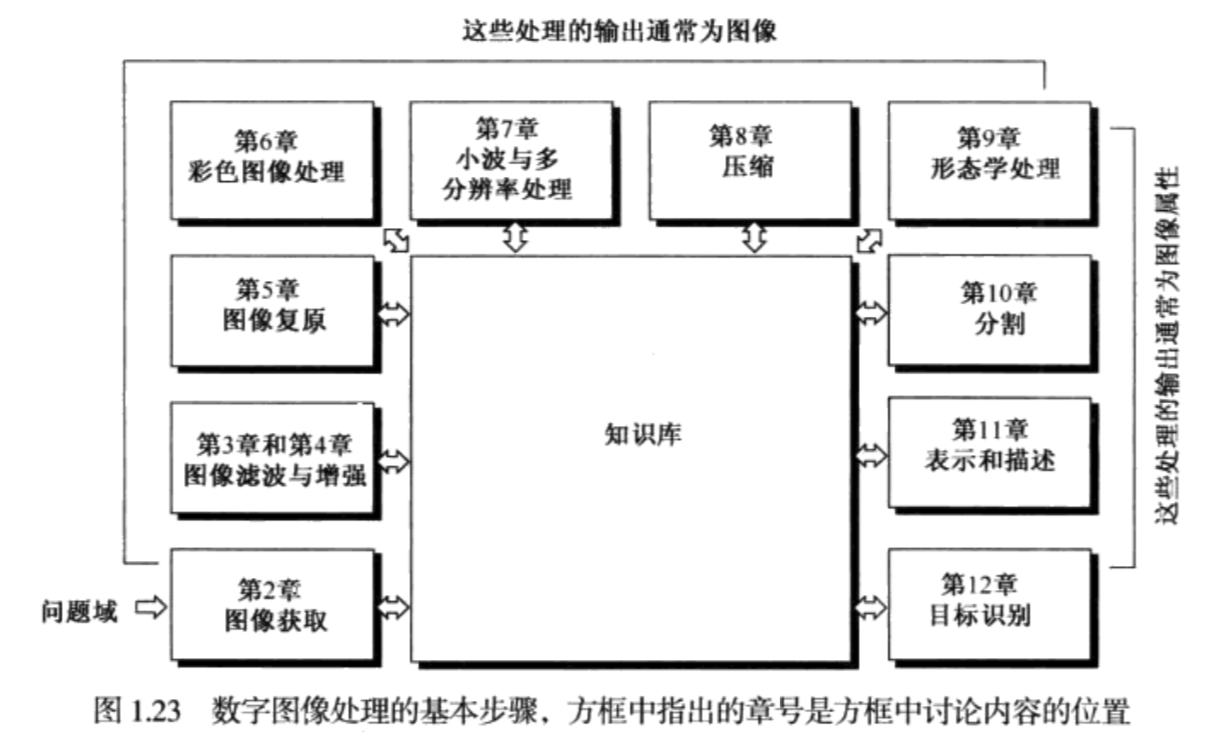 这些处理的输出通常为图像
第6章
彩色图像处理
第7章
小波与多
分辨率处理
第8章
压缩
第9章
形态学处理
第5章
图像复原
第10章
分割
这些处理的输出通常为图像属性
知识库
第3章和第4章
图像滤波与增强
第11章
表示和描述
问题域
第2章
图像获取
第12章
目标识别
图 1.23 数字图像处理的基本步骤，方框中指出的章号是方框中讨论内容的位置